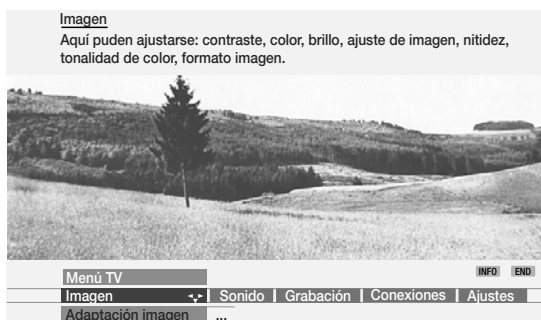 Imagen
Aquí puden ajustarse: contraste, color, brillo, ajuste de imagen, nitidez,
tonalidad de color, formato imagen.
INFO END
Menú TV
Imagen Sonido Grabación Conexiones Ajustes
Adaptación imagen ...